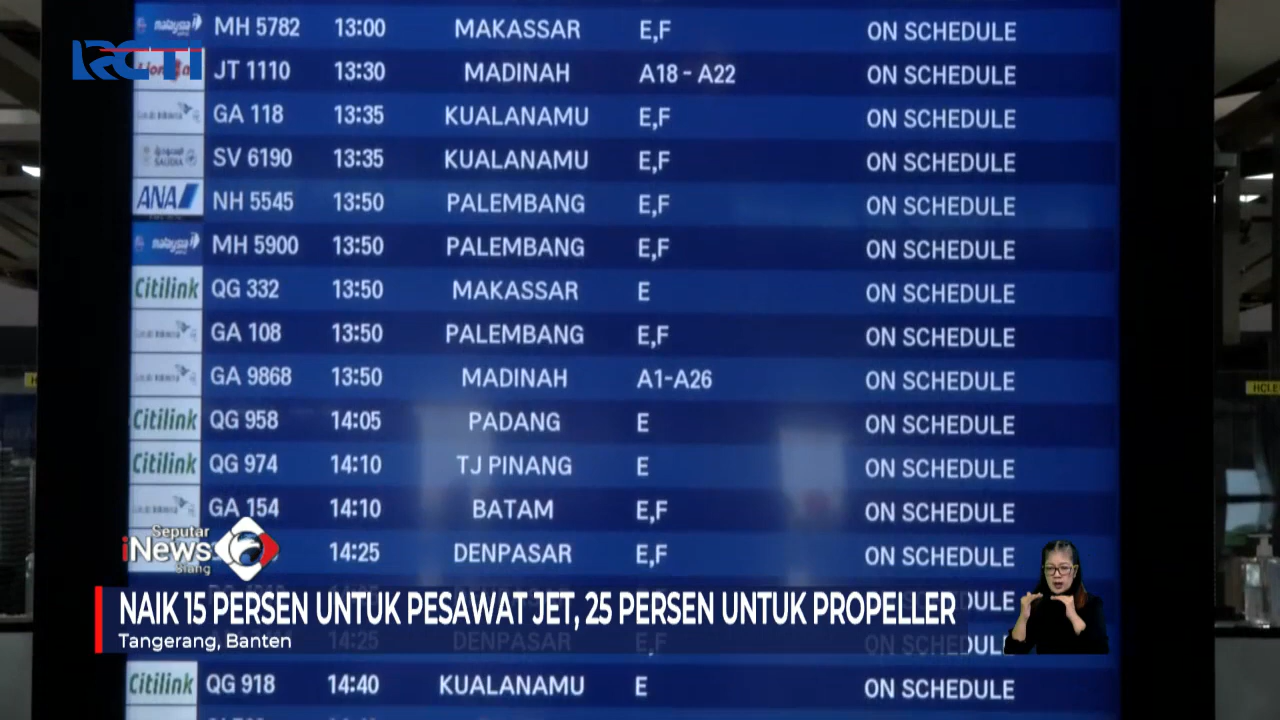 malaysia MH 5782 13:00 MAKASSAR E,F ON SCHEDULE
RCTI
JT 1110 13:30 MADINAH A18 - A22 ON SCHEDULE
GA 118 13:35 KUALANAMU E,F ON SCHEDULE
SAUDIA SV 6190 13:35 KUALANAMU E,F ON SCHEDULE
ANA NH 5545 13:50 PALEMBANG E,F ON SCHEDULE
malaysia MH 5900 13:50 PALEMBANG E,F ON SCHEDULE
Citilink QG 332 13:50 MAKASSAR E ON SCHEDULE
GA 108 13:50 PALEMBANG E,F ON SCHEDULE
GA 9868 13:50 MADINAH A1-A26 ON SCHEDULE
Citilink QG 958 14:05 PADANG E ON SCHEDULE
Citilink QG 974 14:10 TJ PINANG E ON SCHEDULE
GA 154 14:10 BATAM E,F ON SCHEDULE
14:25 DENPASAR E,F ON SCHEDULE
Seputar
iNews
Siang
NAIK 15 PERSEN UNTUK PESAWAT JET, 25 PERSEN UNTUK PROPELLER
Tangerang, Banten
14:25 DENPASAR
Citilink QG 918 14:40 KUALANAMU E ON SCHEDULE